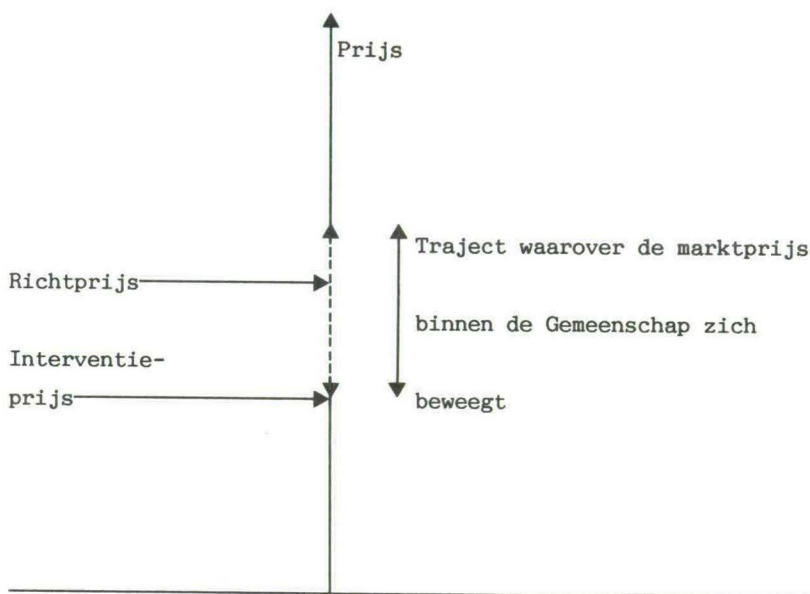 Prijs
Traject waarover de marktprijs
Richtprijs
binnen de Gemeenschap zich
Interventie-
prijs
beweegt